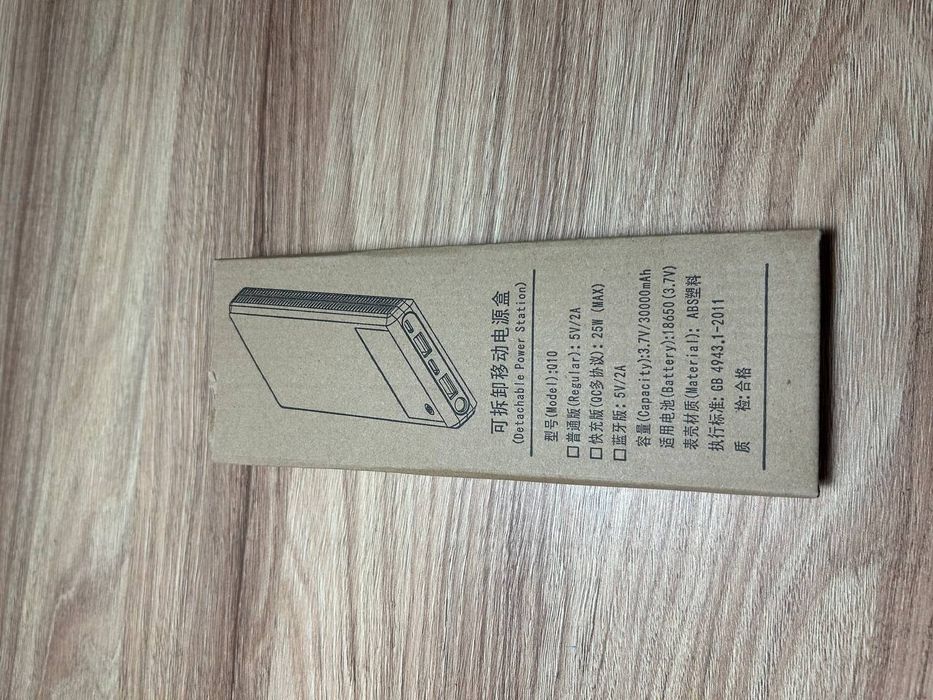 可拆卸移动电源盒
(Detachable Power Station)
型号(Model):Q10
□普通版(Regular): 5V/2A
□快充版(QC多协议): 25W (MAX)
□蓝牙版: 5V/2A
容量(Capacity):3.7V/30000mAh
适用电池(Battery):18650(3.7V)
表壳材质(Material): ABS塑料
执行标准: GB 4943.1-2011
质 检:合格